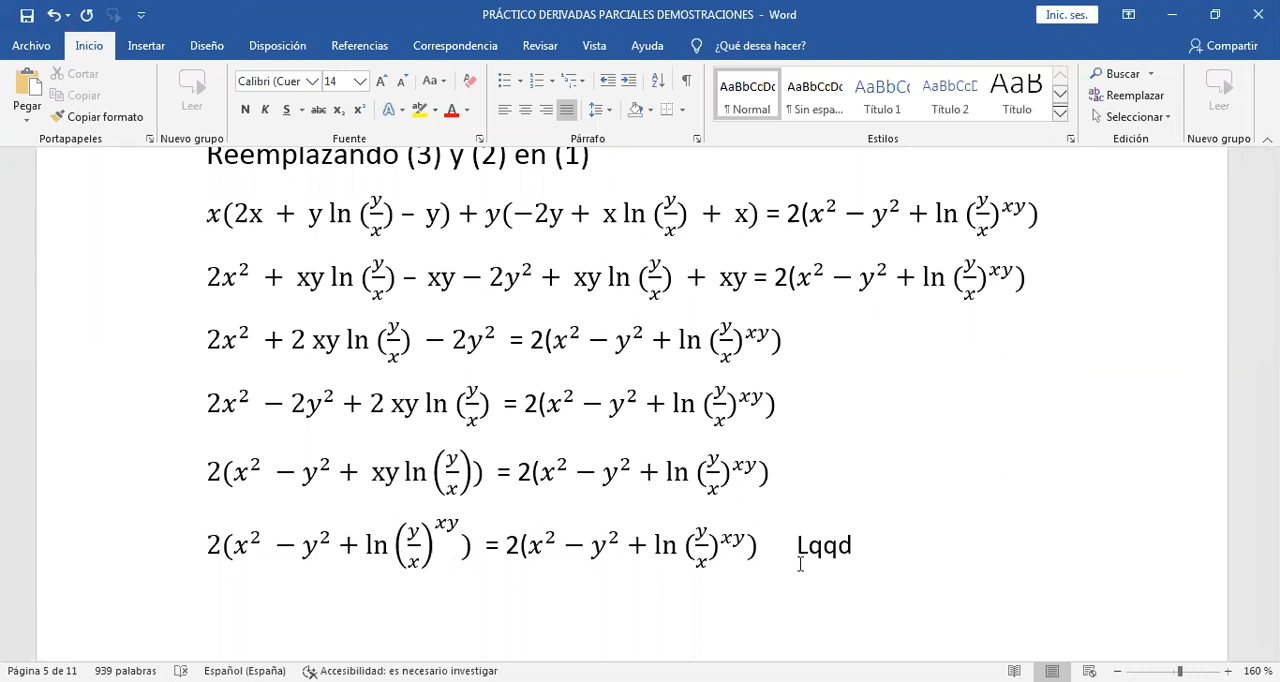 PRÁCTICO DERIVADAS PARCIALES DEMOSTRACIONES - Word
Inic. ses.
Archivo Inicio Insertar Diseño Disposición Referencias Correspondencia Revisar Vista Ayuda ¿Qué desea hacer? Compartir
Pegar
Cortar
Copiar
Copiar formato
Portapapeles
Leer
Nuevo grupo
Calibri (Cuer 14
Fuente
Párrafo
AaBbCcDc AaBbCcDc AaBbCc AaBbCcD AaB
¶ Normal ¶ Sin espa... Título 1 Título 2 Título
Estilos
Buscar
Reemplazar
Seleccionar
Edición
Leer
Nuevo grupo
Reemplazando (3) y (2) en (1)
x(2x + y ln (y/x) – y) + y(−2y + x ln (y/x) + x) = 2(x² − y² + ln (y/x)^xy)
2x² + xy ln (y/x) – xy − 2y² + xy ln (y/x) + xy = 2(x² − y² + ln (y/x)^xy)
2x² + 2 xy ln (y/x) − 2y² = 2(x² − y² + ln (y/x)^xy)
2x² − 2y² + 2 xy ln (y/x) = 2(x² − y² + ln (y/x)^xy)
2(x² − y² + xy ln (y/x)) = 2(x² − y² + ln (y/x)^xy)
2(x² − y² + ln (y/x)^xy) = 2(x² − y² + ln (y/x)^xy) Lqqd
Página 5 de 11 939 palabras Español (España) Accesibilidad: es necesario investigar 160 %